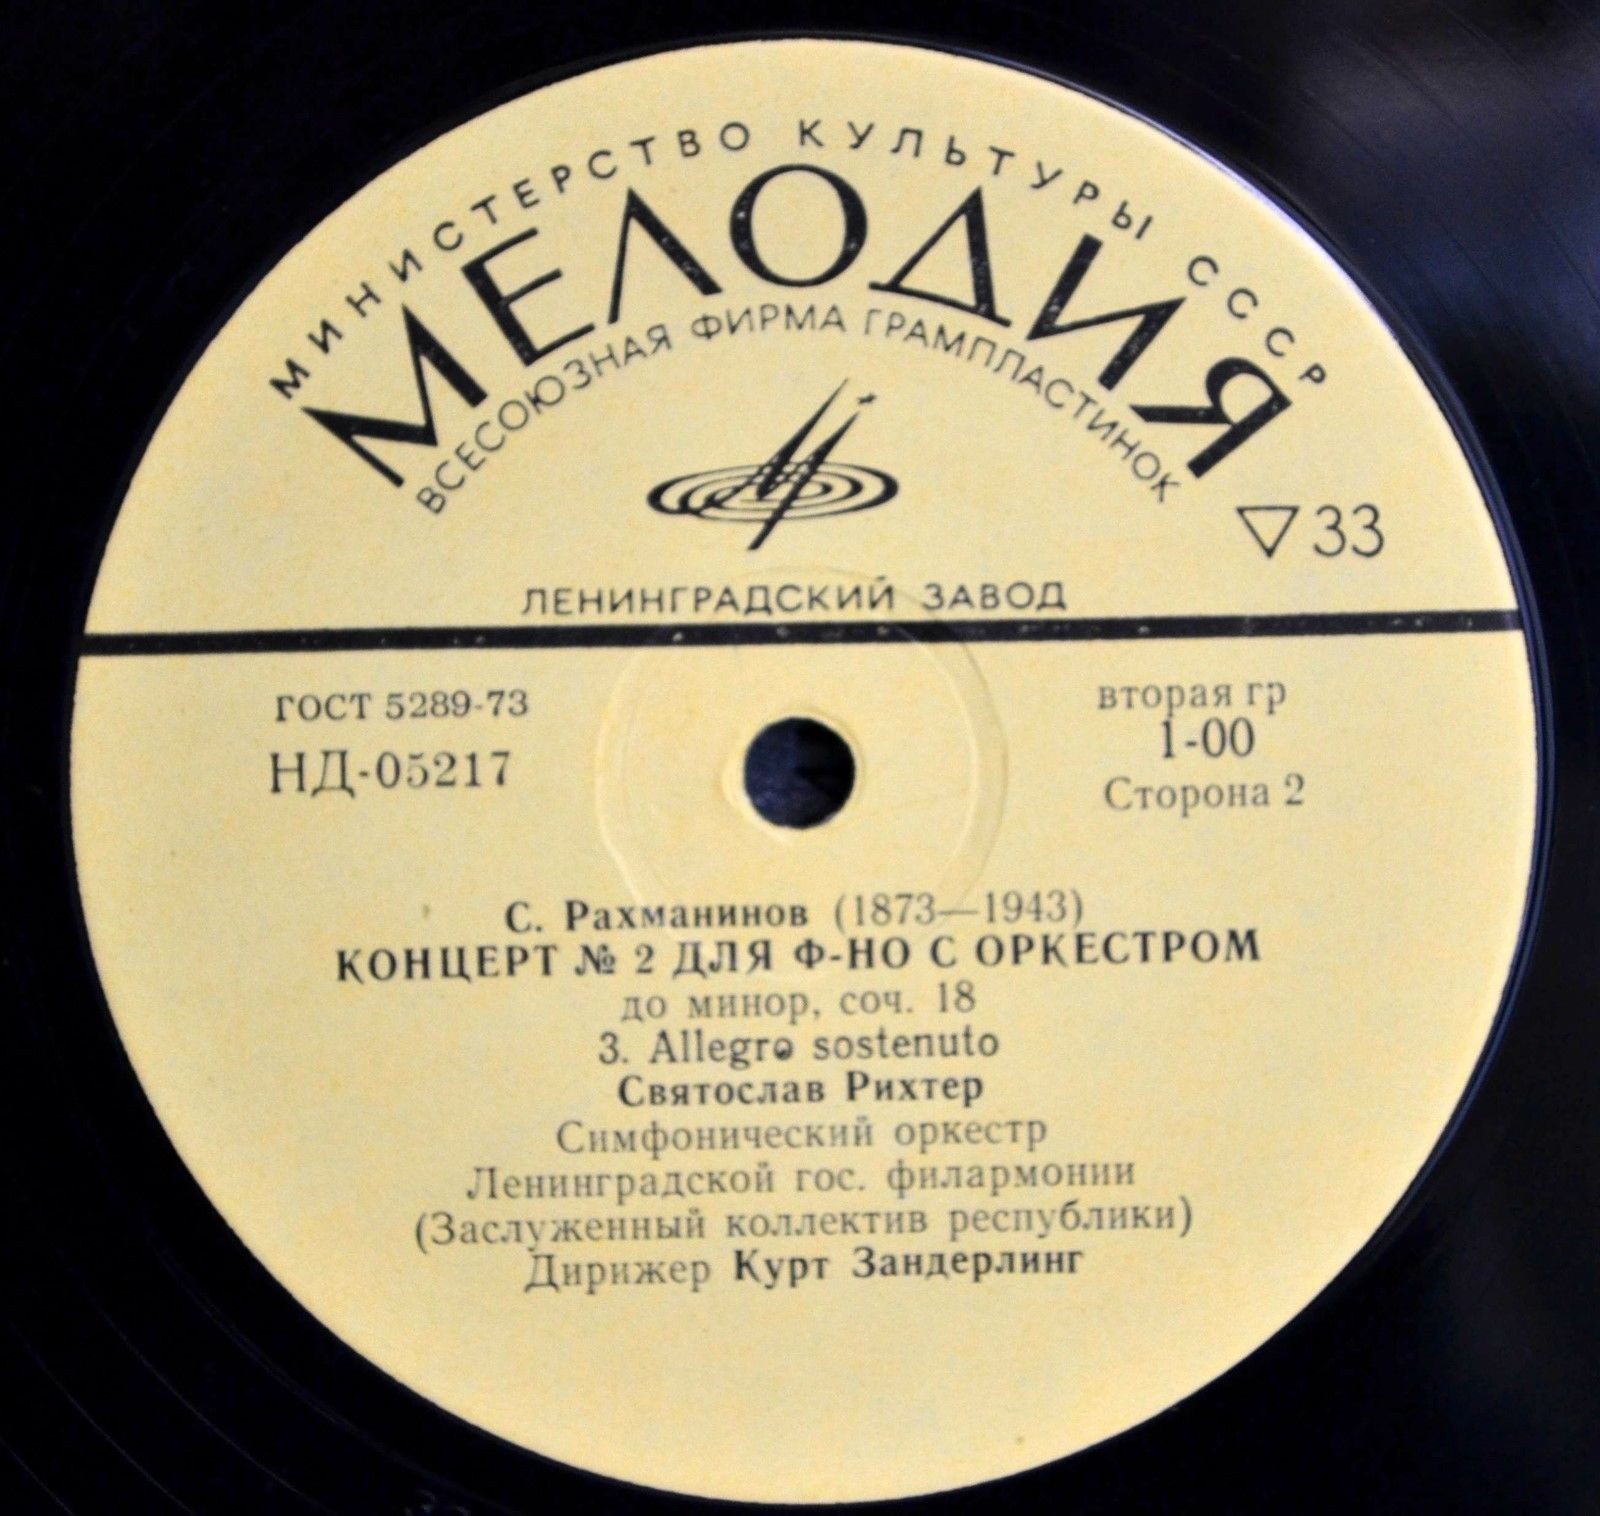 МИНИСТЕРСТВО КУЛЬТУРЫ СССР
МЕЛОДИЯ
ВСЕСОЮЗНАЯ ФИРМА ГРАМПЛАСТИНОК
33
ЛЕНИНГРАДСКИЙ ЗАВОД
ГОСТ 5289-73
НД-05217
вторая гр
1-00
Сторона 2
С. Рахманинов (1873—1943)
КОНЦЕРТ № 2 ДЛЯ Ф-НО С ОРКЕСТРОМ
до минор, соч. 18
3. Allegro sostenuto
Святослав Рихтер
Симфонический оркестр
Ленинградской гос. филармонии
(Заслуженный коллектив республики)
Дирижер Курт Зандерлинг